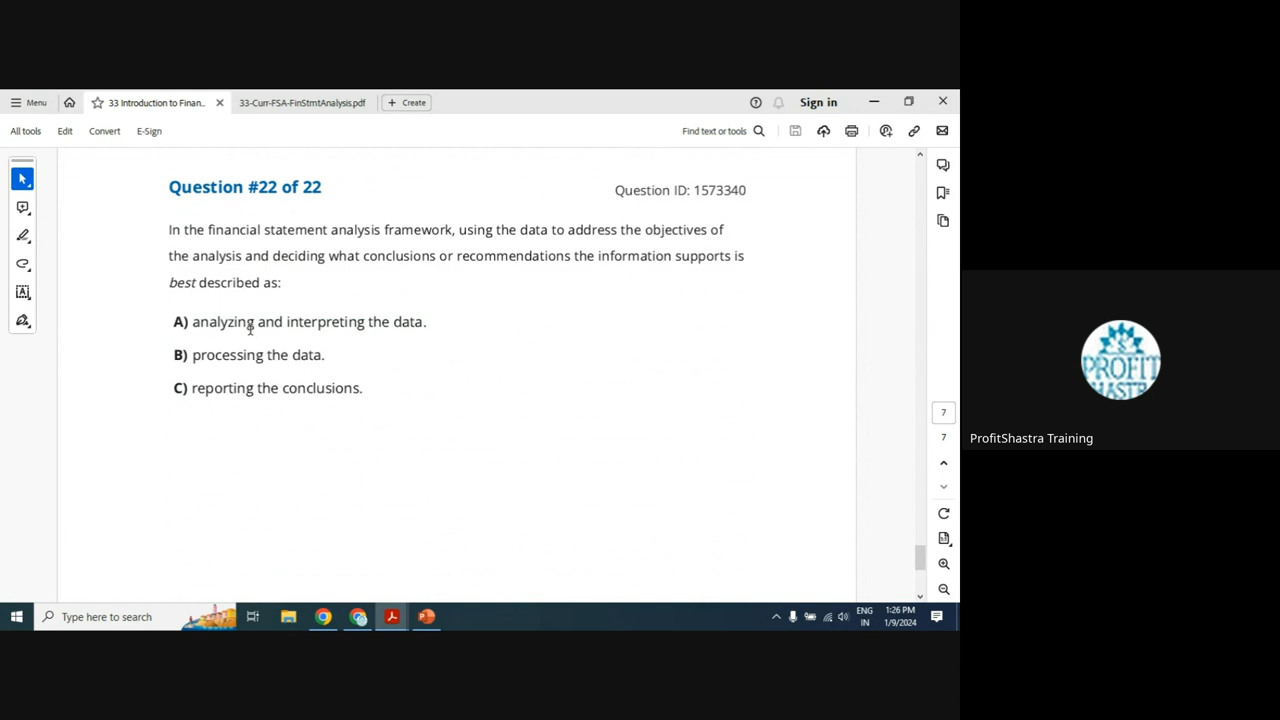 Menu
33 Introduction to Finan...
33-Curr-FSA-FinStmtAnalysis.pdf
+ Create
Sign in
All tools
Edit
Convert
E-Sign
Find text or tools
Question #22 of 22
Question ID: 1573340
In the financial statement analysis framework, using the data to address the objectives of
the analysis and deciding what conclusions or recommendations the information supports is
best described as:
A) analyzing and interpreting the data.
B) processing the data.
C) reporting the conclusions.
7
7
PROFIT
ProfitShastra Training
Type here to search
ENG
IN
1:26 PM
1/9/2024